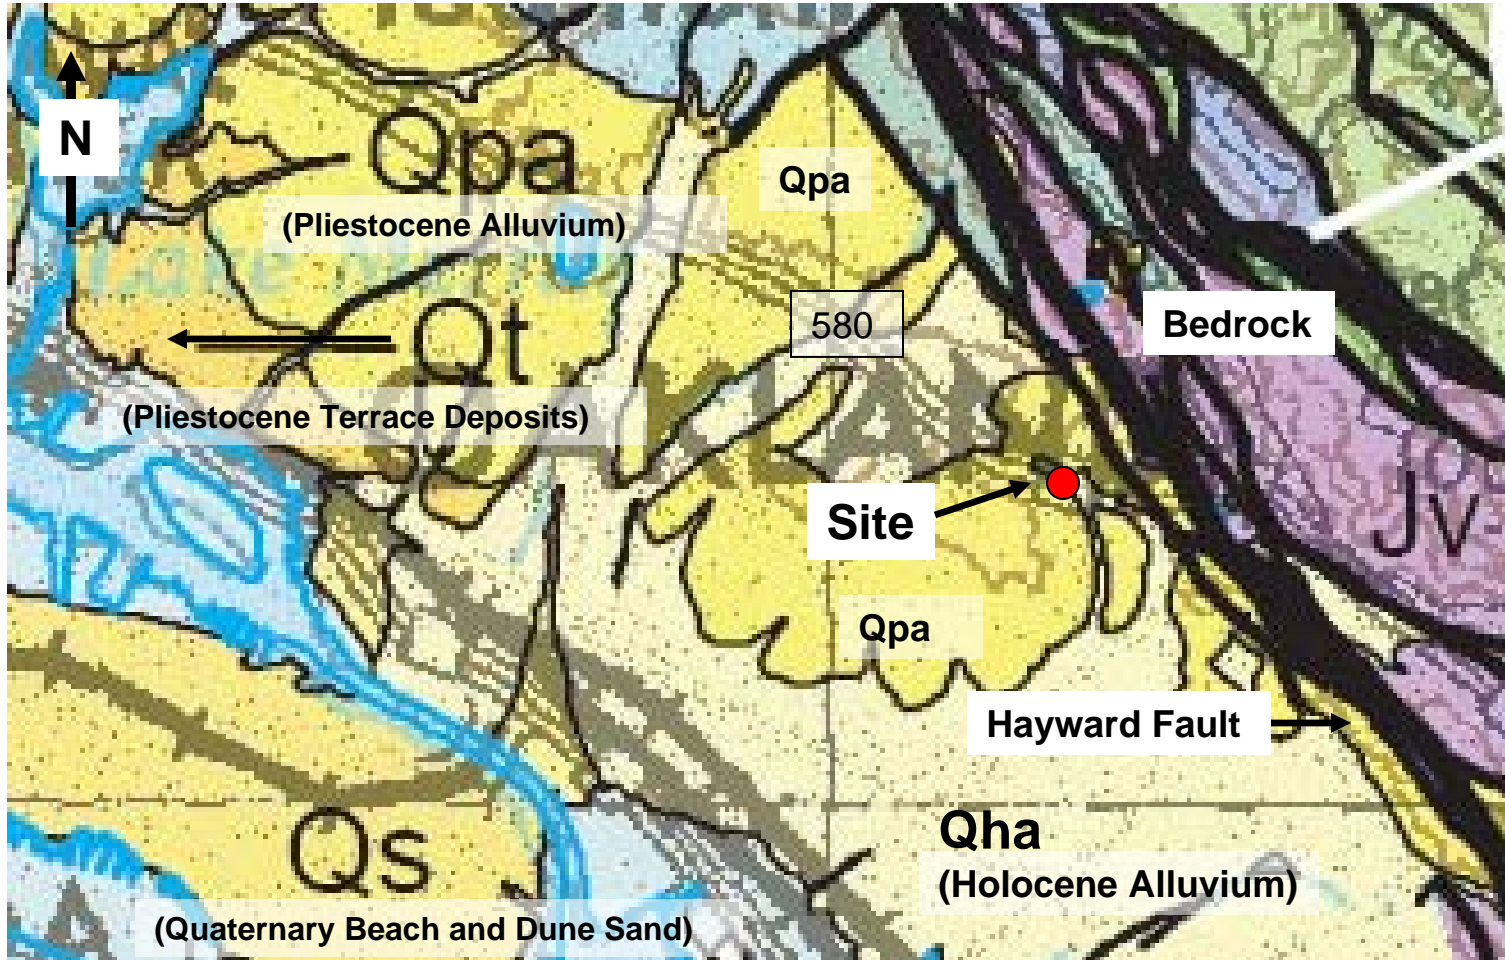 N
Qpa
(Pliestocene Alluvium)
Qpa
580
Qt
Bedrock
(Pliestocene Terrace Deposits)
Site
Jv
Qpa
Hayward Fault
Qha
(Holocene Alluvium)
Qs
(Quaternary Beach and Dune Sand)